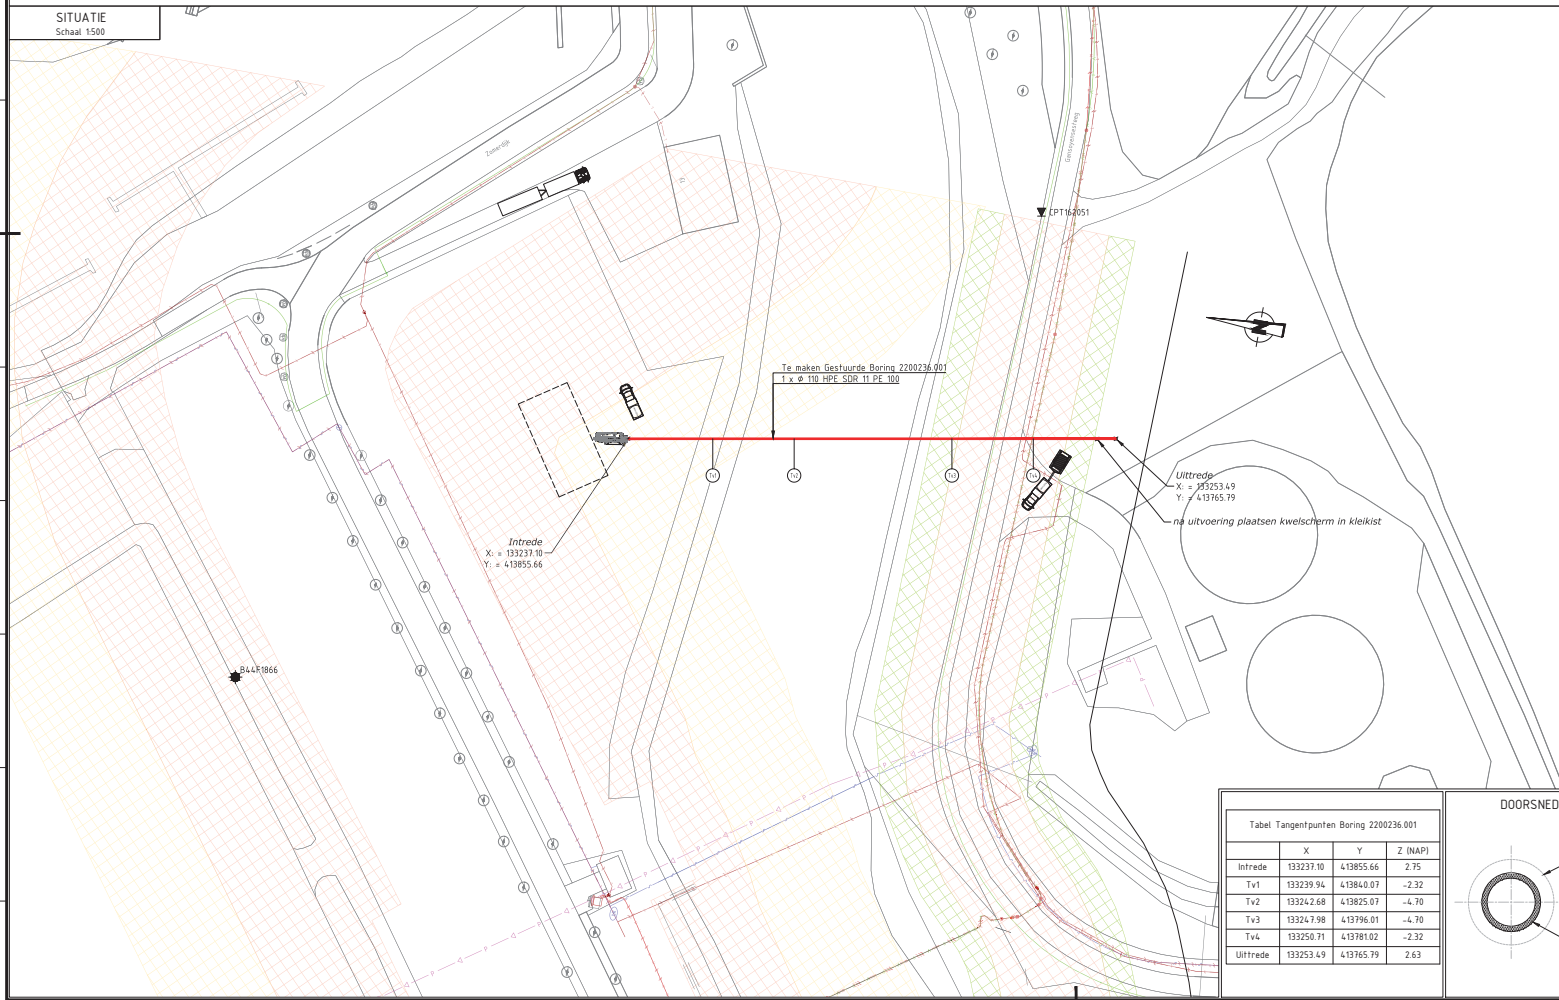 SITUATIE
Schaal 1:500
Zomerdijk
Gansoyensesteeg
CPT162051
Te maken Gestuurde Boring 2200236.001
1 x Ø 110 HPE SDR 11 PE 100
N
Tv1
Tv2
Tv3
Tv4
Uittrede
X: = 133253.49
Y: = 413765.79
na uitvoering plaatsen kwelscherm in kleikist
Intrede
X: = 133237.10
Y: = 413855.66
B44F1866
Tabel Tangentpunten Boring 2200236.001
X Y Z (NAP)
Intrede 133237.10 413855.66 2.75
Tv1 133239.94 413840.07 -2.32
Tv2 133242.68 413825.07 -4.70
Tv3 133247.98 413796.01 -4.70
Tv4 133250.71 413781.02 -2.32
Uittrede 133253.49 413765.79 2.63
DOORSNED